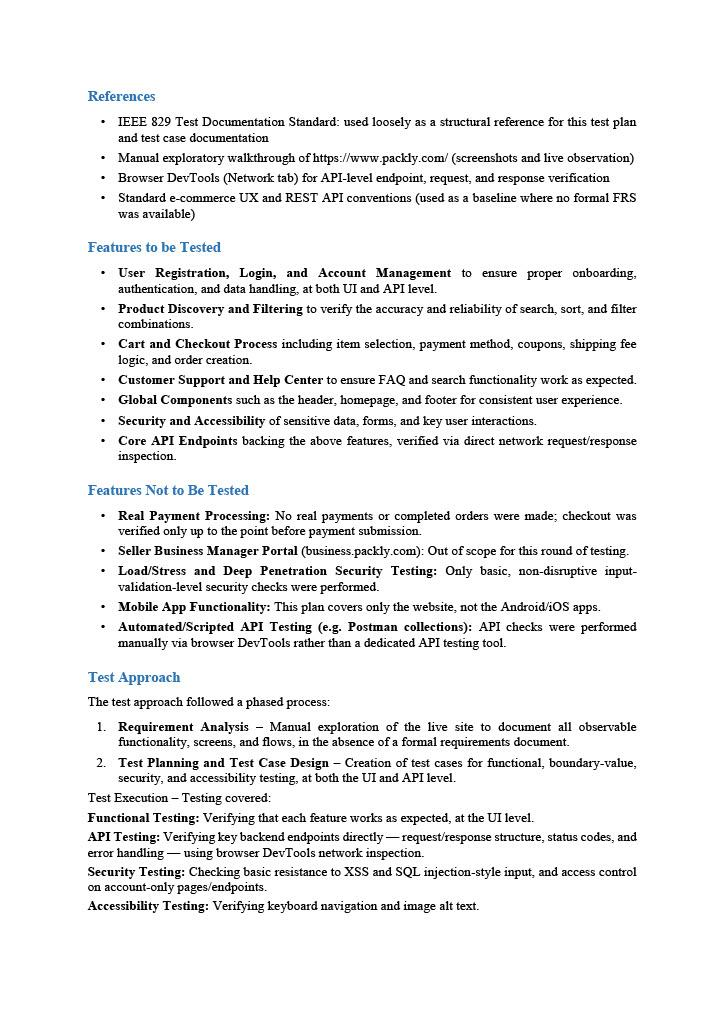 References
• IEEE 829 Test Documentation Standard: used loosely as a structural reference for this test plan
and test case documentation
• Manual exploratory walkthrough of https://www.packly.com/ (screenshots and live observation)
• Browser DevTools (Network tab) for API-level endpoint, request, and response verification
• Standard e-commerce UX and REST API conventions (used as a baseline where no formal FRS
was available)
Features to be Tested
• User Registration, Login, and Account Management to ensure proper onboarding,
authentication, and data handling, at both UI and API level.
• Product Discovery and Filtering to verify the accuracy and reliability of search, sort, and filter
combinations.
• Cart and Checkout Process including item selection, payment method, coupons, shipping fee
logic, and order creation.
• Customer Support and Help Center to ensure FAQ and search functionality work as expected.
• Global Components such as the header, homepage, and footer for consistent user experience.
• Security and Accessibility of sensitive data, forms, and key user interactions.
• Core API Endpoints backing the above features, verified via direct network request/response
inspection.
Features Not to Be Tested
• Real Payment Processing: No real payments or completed orders were made; checkout was
verified only up to the point before payment submission.
• Seller Business Manager Portal (business.packly.com): Out of scope for this round of testing.
• Load/Stress and Deep Penetration Security Testing: Only basic, non-disruptive input-
validation-level security checks were performed.
• Mobile App Functionality: This plan covers only the website, not the Android/iOS apps.
• Automated/Scripted API Testing (e.g. Postman collections): API checks were performed
manually via browser DevTools rather than a dedicated API testing tool.
Test Approach
The test approach followed a phased process:
1. Requirement Analysis – Manual exploration of the live site to document all observable
functionality, screens, and flows, in the absence of a formal requirements document.
2. Test Planning and Test Case Design – Creation of test cases for functional, boundary-value,
security, and accessibility testing, at both the UI and API level.
Test Execution – Testing covered:
Functional Testing: Verifying that each feature works as expected, at the UI level.
API Testing: Verifying key backend endpoints directly — request/response structure, status codes, and
error handling — using browser DevTools network inspection.
Security Testing: Checking basic resistance to XSS and SQL injection-style input, and access control
on account-only pages/endpoints.
Accessibility Testing: Verifying keyboard navigation and image alt text.